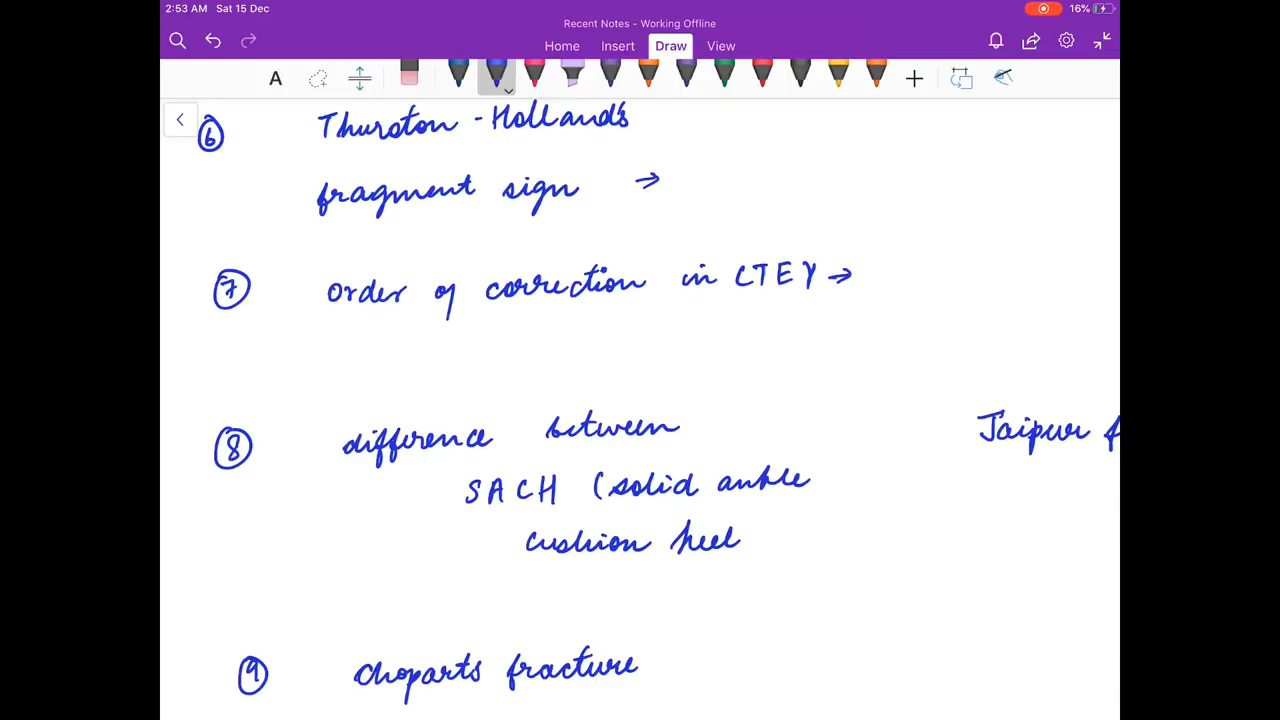 2:53 AM Sat 15 Dec
16%
Recent Notes - Working Offline
Home Insert Draw View
A
6 Thurston - Holland's
fragment sign →
7 order of correction in CTEV →
8 difference between Jaipur f
SACH (solid ankle
cushion heel
9 choparts fracture